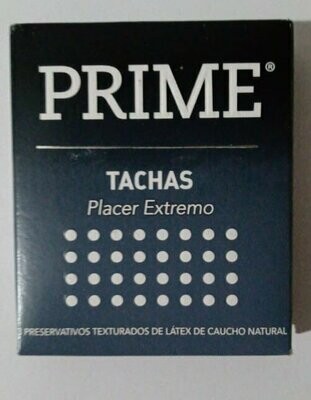 PRIME®
TACHAS
Placer Extremo
PRESERVATIVOS TEXTURADOS DE LÁTEX DE CAUCHO NATURAL